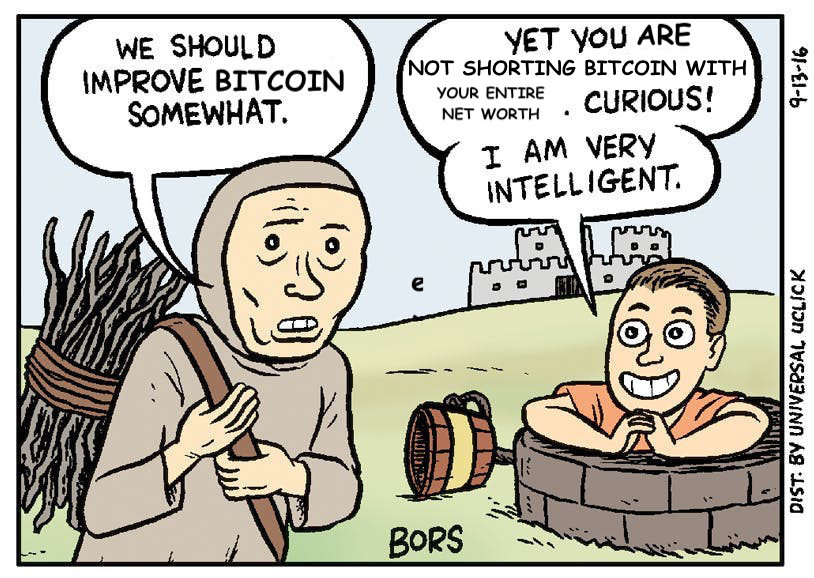 WE SHOULD
IMPROVE BITCOIN
SOMEWHAT.
YET YOU ARE
NOT SHORTING BITCOIN WITH
YOUR ENTIRE
NET WORTH . CURIOUS!
I AM VERY
INTELLIGENT.
e
BORS
9-13-16
DIST. BY UNIVERSAL UCLICK